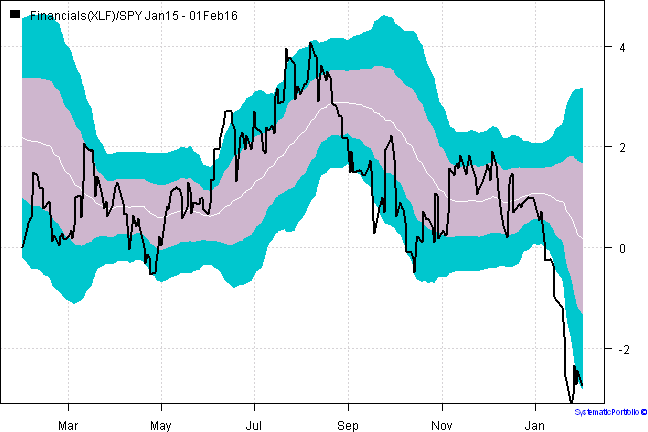 Financials(XLF)/SPY Jan15 - 01Feb16
4
2
0
-2
Mar May Jul Sep Nov Jan
SystematicPortfolio ©